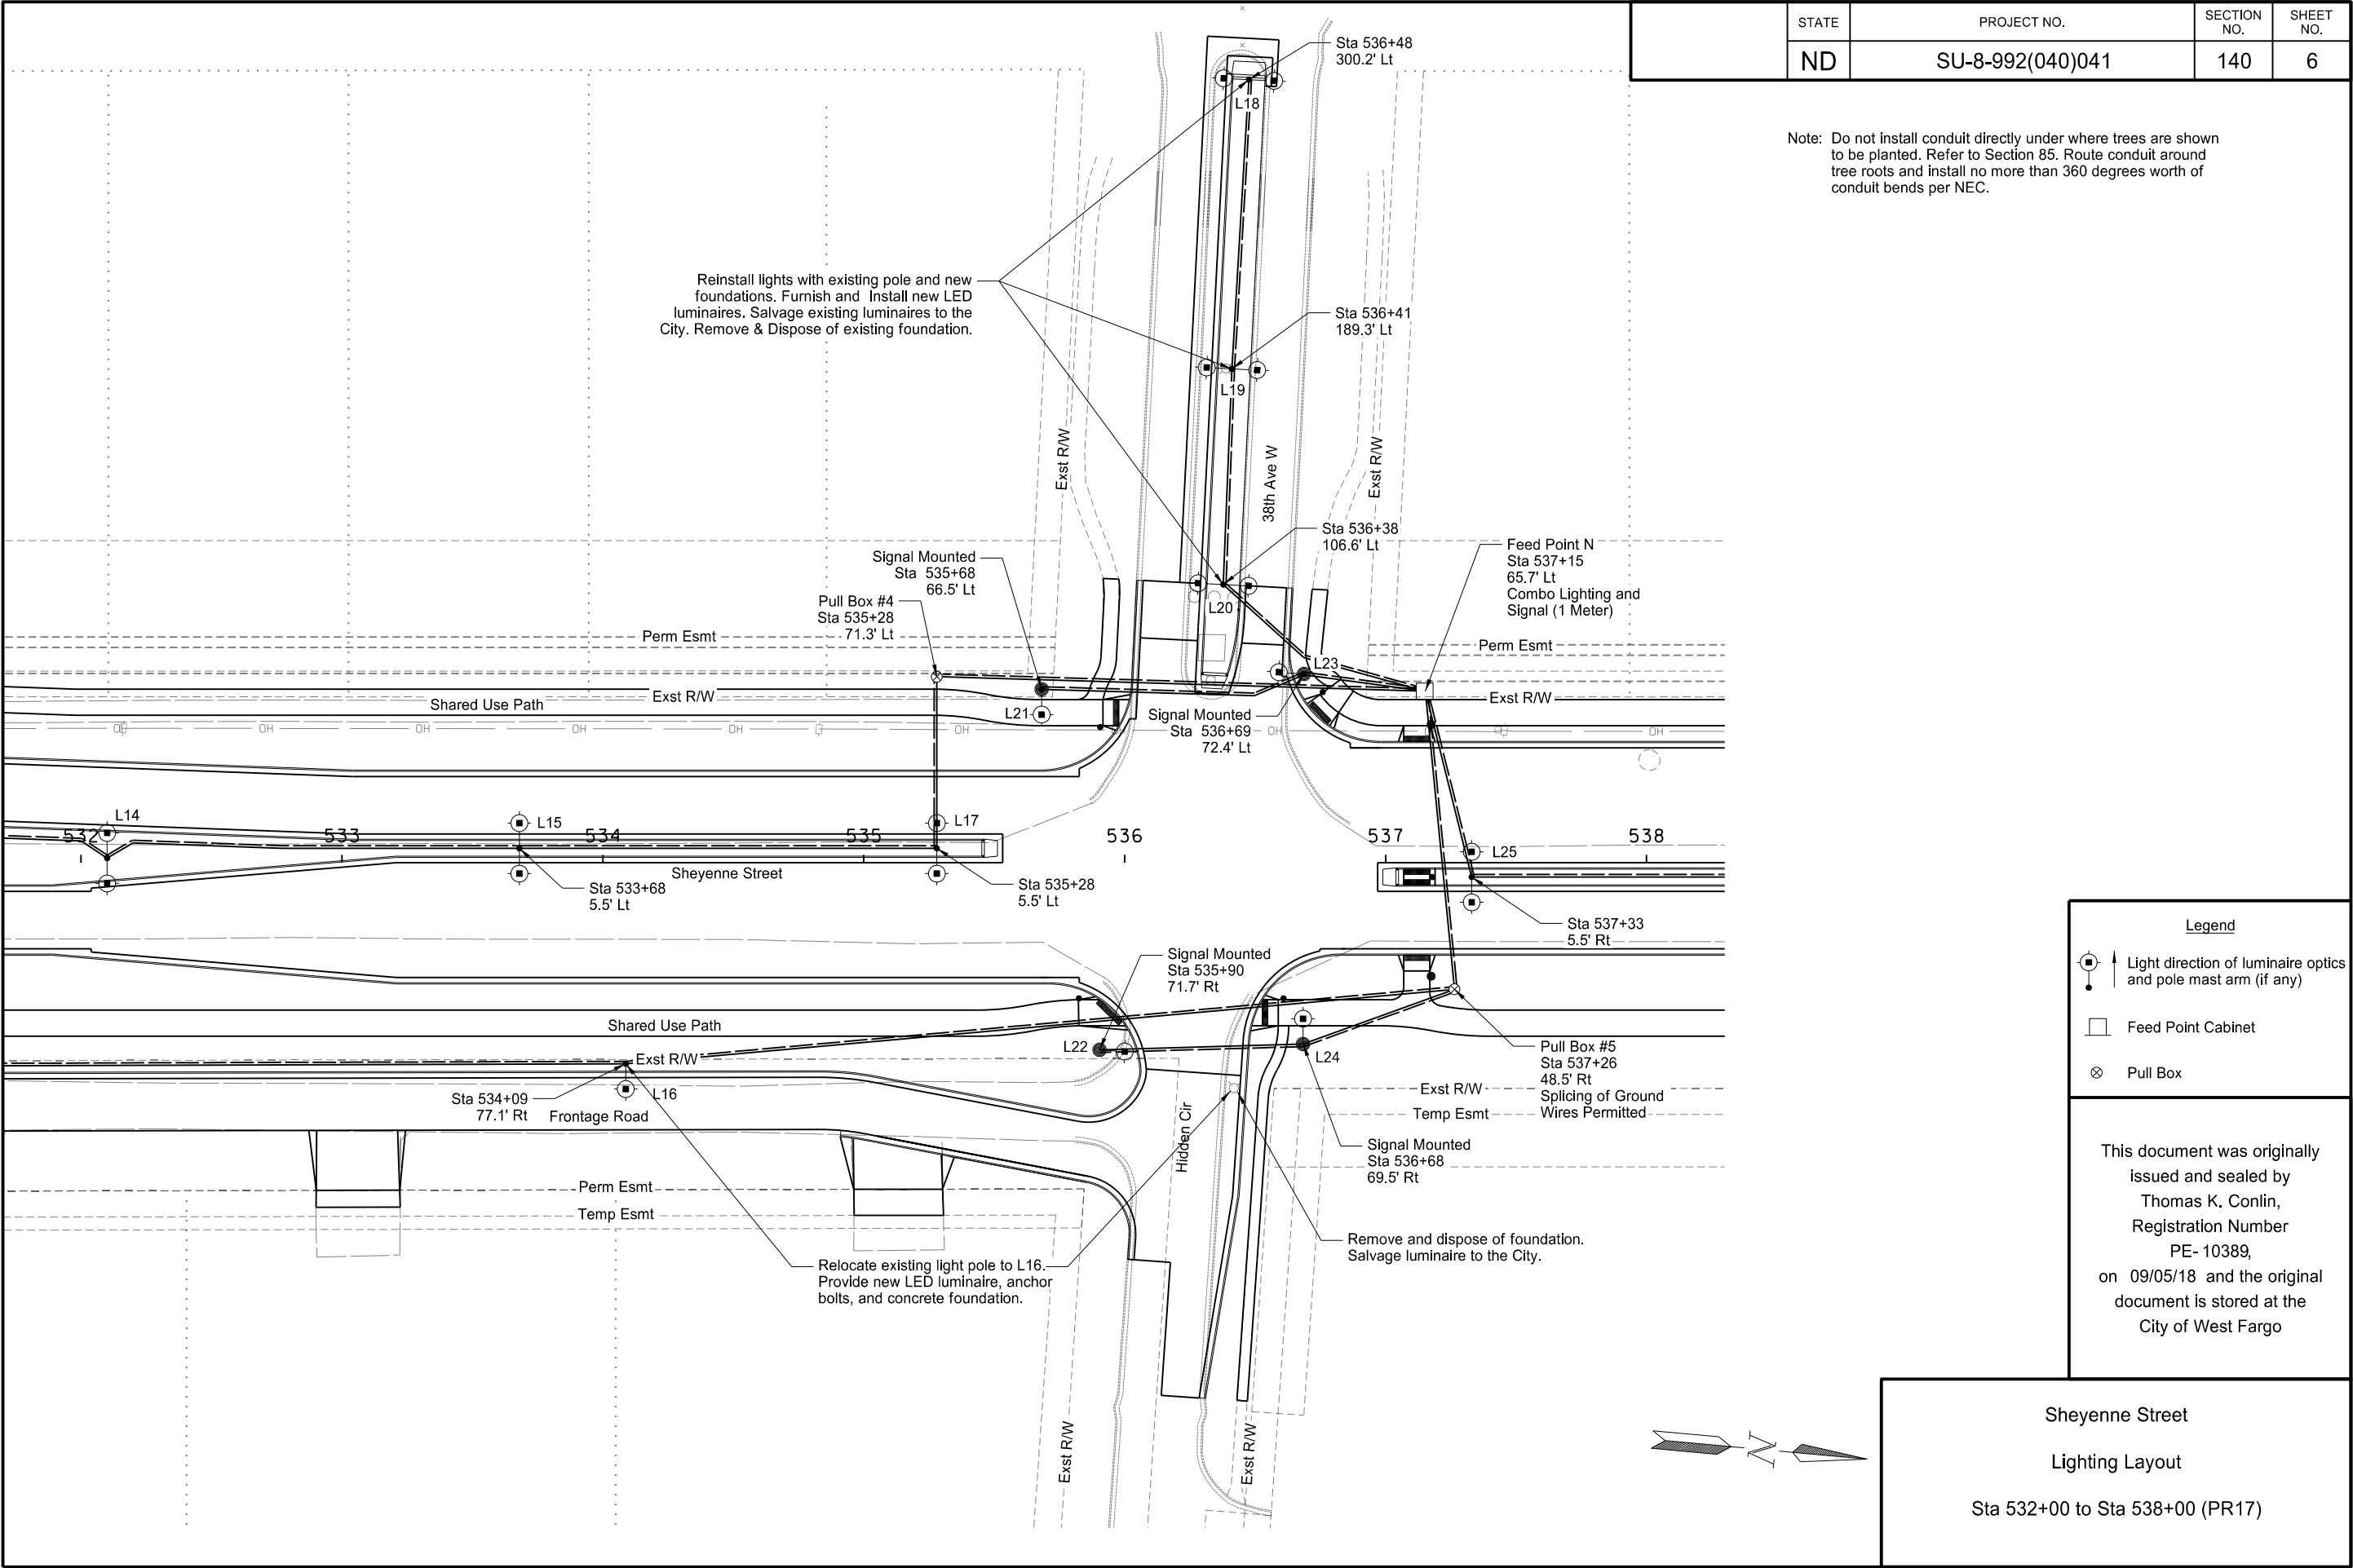 STATE
PROJECT NO.
SECTION
NO.
SHEET
NO.
ND
SU-8-992(040)041
140
6
Note: Do not install conduit directly under where trees are shown
to be planted. Refer to Section 85. Route conduit around
tree roots and install no more than 360 degrees worth of
conduit bends per NEC.
Sta 536+48
300.2' Lt
L18
Reinstall lights with existing pole and new
foundations. Furnish and Install new LED
luminaires. Salvage existing luminaires to the
City. Remove & Dispose of existing foundation.
Sta 536+41
189.3' Lt
L19
Exst R/W
38th Ave W
Exst R/W
Sta 536+38
106.6' Lt
L20
Signal Mounted
Sta 535+68
66.5' Lt
Pull Box #4
Sta 535+28
71.3' Lt
Feed Point N
Sta 537+15
65.7' Lt
Combo Lighting and
Signal (1 Meter)
Perm Esmt
Perm Esmt
L23
Exst R/W
Exst R/W
Shared Use Path
L21
Signal Mounted
Sta 536+69
72.4' Lt
OH
OH
OH
OH
OH
OH
OH
L14
L15
L17
532
533
534
535
536
537
538
L25
Sheyenne Street
Sta 533+68
5.5' Lt
Sta 535+28
5.5' Lt
Sta 537+33
5.5' Rt
Signal Mounted
Sta 535+90
71.7' Rt
Shared Use Path
L22
L24
Exst R/W
Pull Box #5
Sta 537+26
48.5' Rt
Splicing of Ground
Wires Permitted
Sta 534+09
77.1' Rt
L16
Frontage Road
Exst R/W
Temp Esmt
Hidden Cir
Signal Mounted
Sta 536+68
69.5' Rt
Perm Esmt
Temp Esmt
Relocate existing light pole to L16.
Provide new LED luminaire, anchor
bolts, and concrete foundation.
Remove and dispose of foundation.
Salvage luminaire to the City.
Exst R/W
Exst R/W
N
Legend
Light direction of luminaire optics
and pole mast arm (if any)
Feed Point Cabinet
Pull Box
This document was originally
issued and sealed by
Thomas K. Conlin,
Registration Number
PE- 10389,
on 09/05/18 and the original
document is stored at the
City of West Fargo
Sheyenne Street
Lighting Layout
Sta 532+00 to Sta 538+00 (PR17)